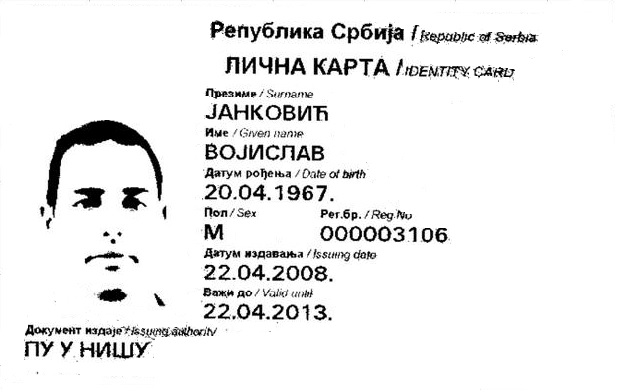 Република Србија / Republic of Serbia
ЛИЧНА КАРТА / IDENTITY CARD
Презиме / Surname
ЈАНКОВИЋ
Име / Given name
ВОЈИСЛАВ
Датум рођења / Date of birth
20.04.1967.
Пол / Sex Рег.бр. / Reg.No
М 000003106
Датум издавања / Issuing date
22.04.2008.
Важи до / Valid until
22.04.2013.
Документ издаје / Issuing authority
ПУ У НИШУ